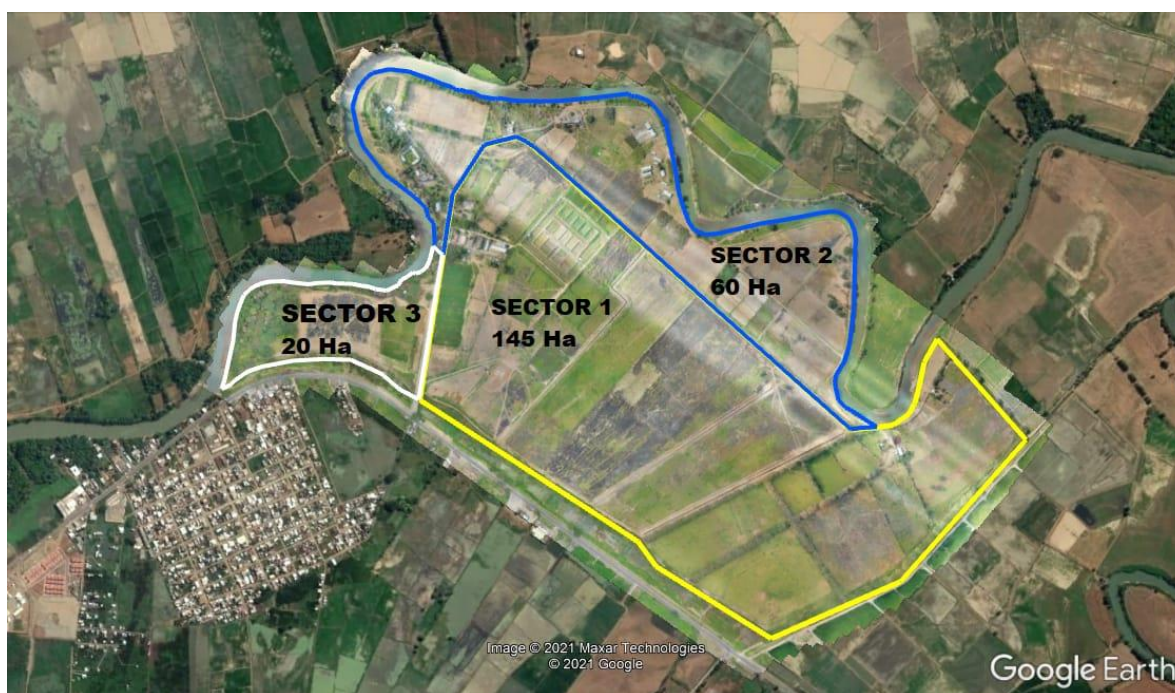 SECTOR 2
60 Ha
SECTOR 3
20 Ha
SECTOR 1
145 Ha
Image © 2021 Maxar Technologies
© 2021 Google
Google Earth